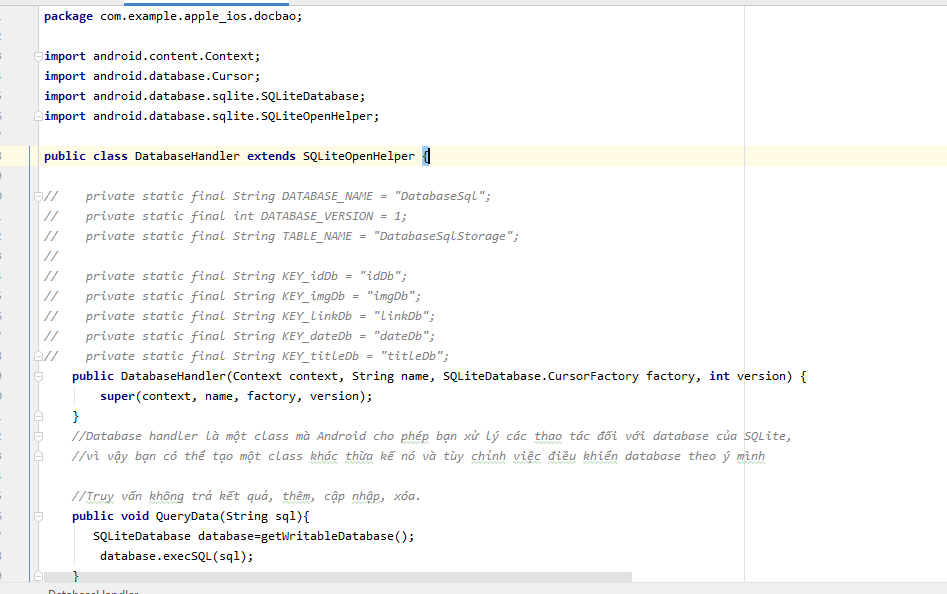 package com.example.apple_ios.docbao;
import android.content.Context;
import android.database.Cursor;
import android.database.sqlite.SQLiteDatabase;
import android.database.sqlite.SQLiteOpenHelper;
public class DatabaseHandler extends SQLiteOpenHelper {
//    private static final String DATABASE_NAME = "DatabaseSql";
//    private static final int DATABASE_VERSION = 1;
//    private static final String TABLE_NAME = "DatabaseSqlStorage";
//
//    private static final String KEY_idDb = "idDb";
//    private static final String KEY_imgDb = "imgDb";
//    private static final String KEY_linkDb = "linkDb";
//    private static final String KEY_dateDb = "dateDb";
//    private static final String KEY_titleDb = "titleDb";
    public DatabaseHandler(Context context, String name, SQLiteDatabase.CursorFactory factory, int version) {
        super(context, name, factory, version);
    }
    //Database handler là một class mà Android cho phép bạn xử lý các thao tác đối với database của SQLite,
    //vì vậy bạn có thể tạo một class khác thừa kế nó và tùy chỉnh việc điều khiển database theo ý mình
    //Truy vấn không trả kết quả, thêm, cập nhập, xóa.
    public void QueryData(String sql){
       SQLiteDatabase database=getWritableDatabase();
        database.execSQL(sql);
    }
DatabaseHandler